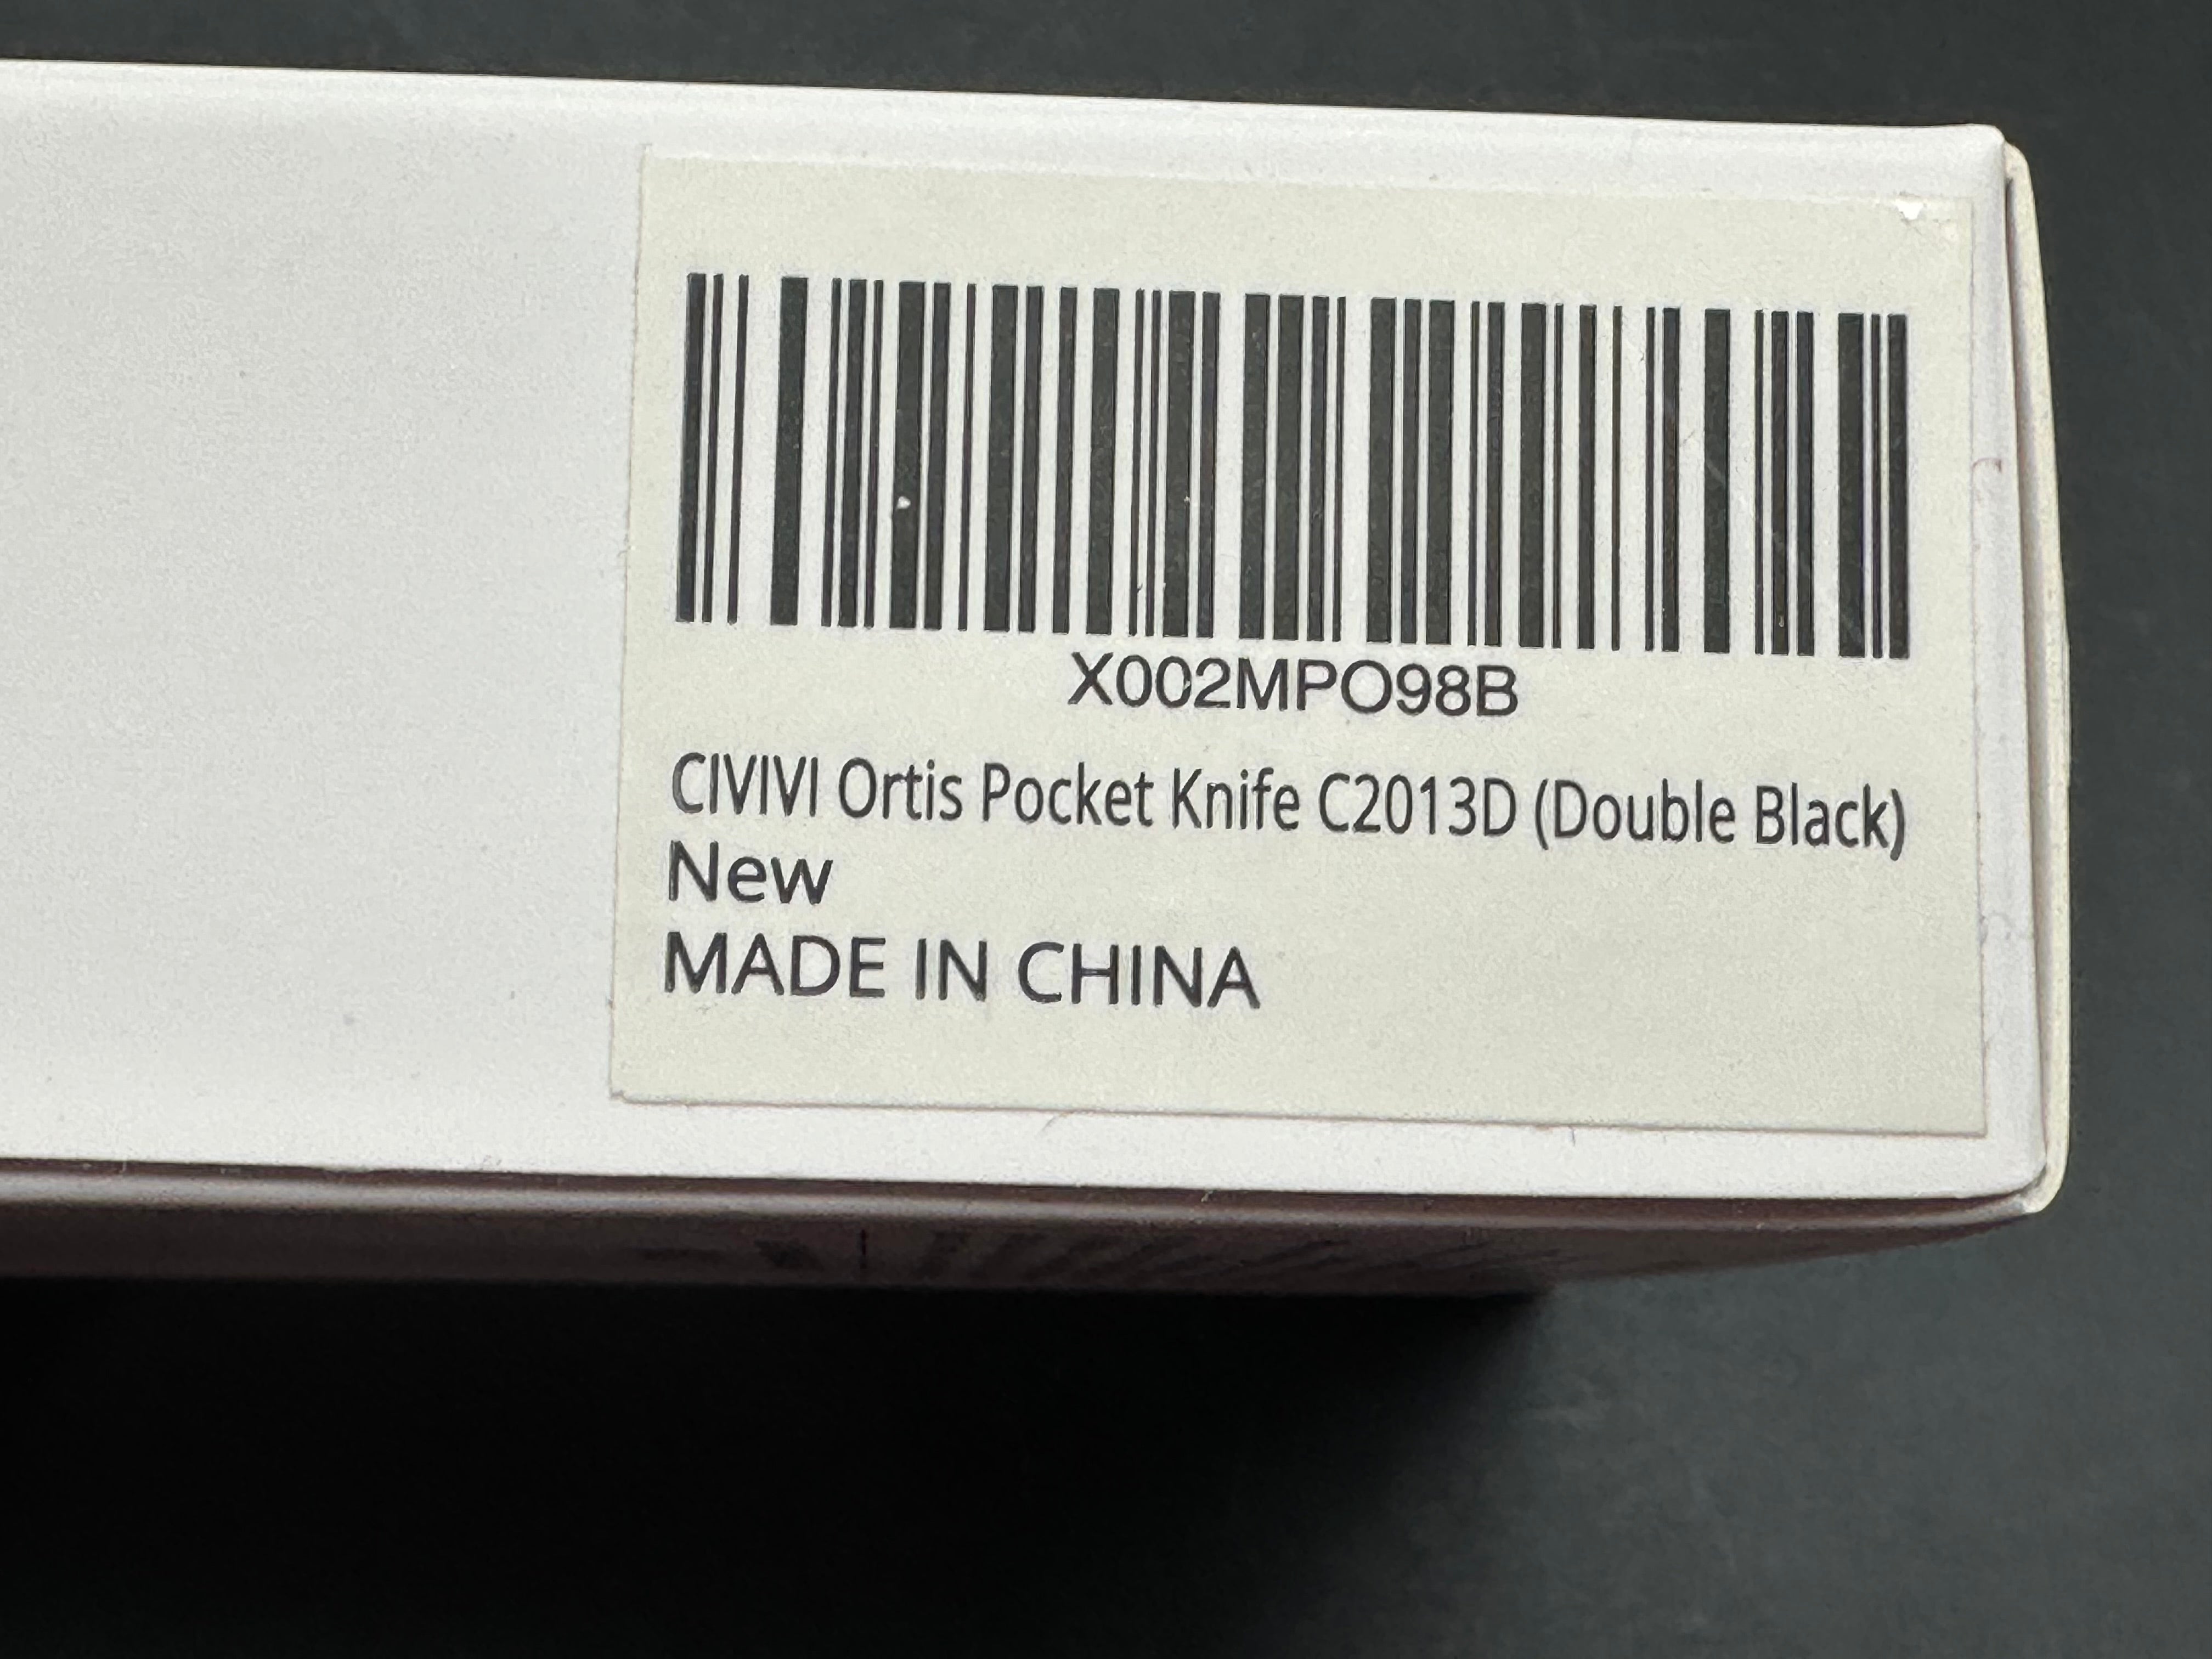 X002MPO98B
CIVIVI Ortis Pocket Knife C2013D (Double Black)
New
MADE IN CHINA